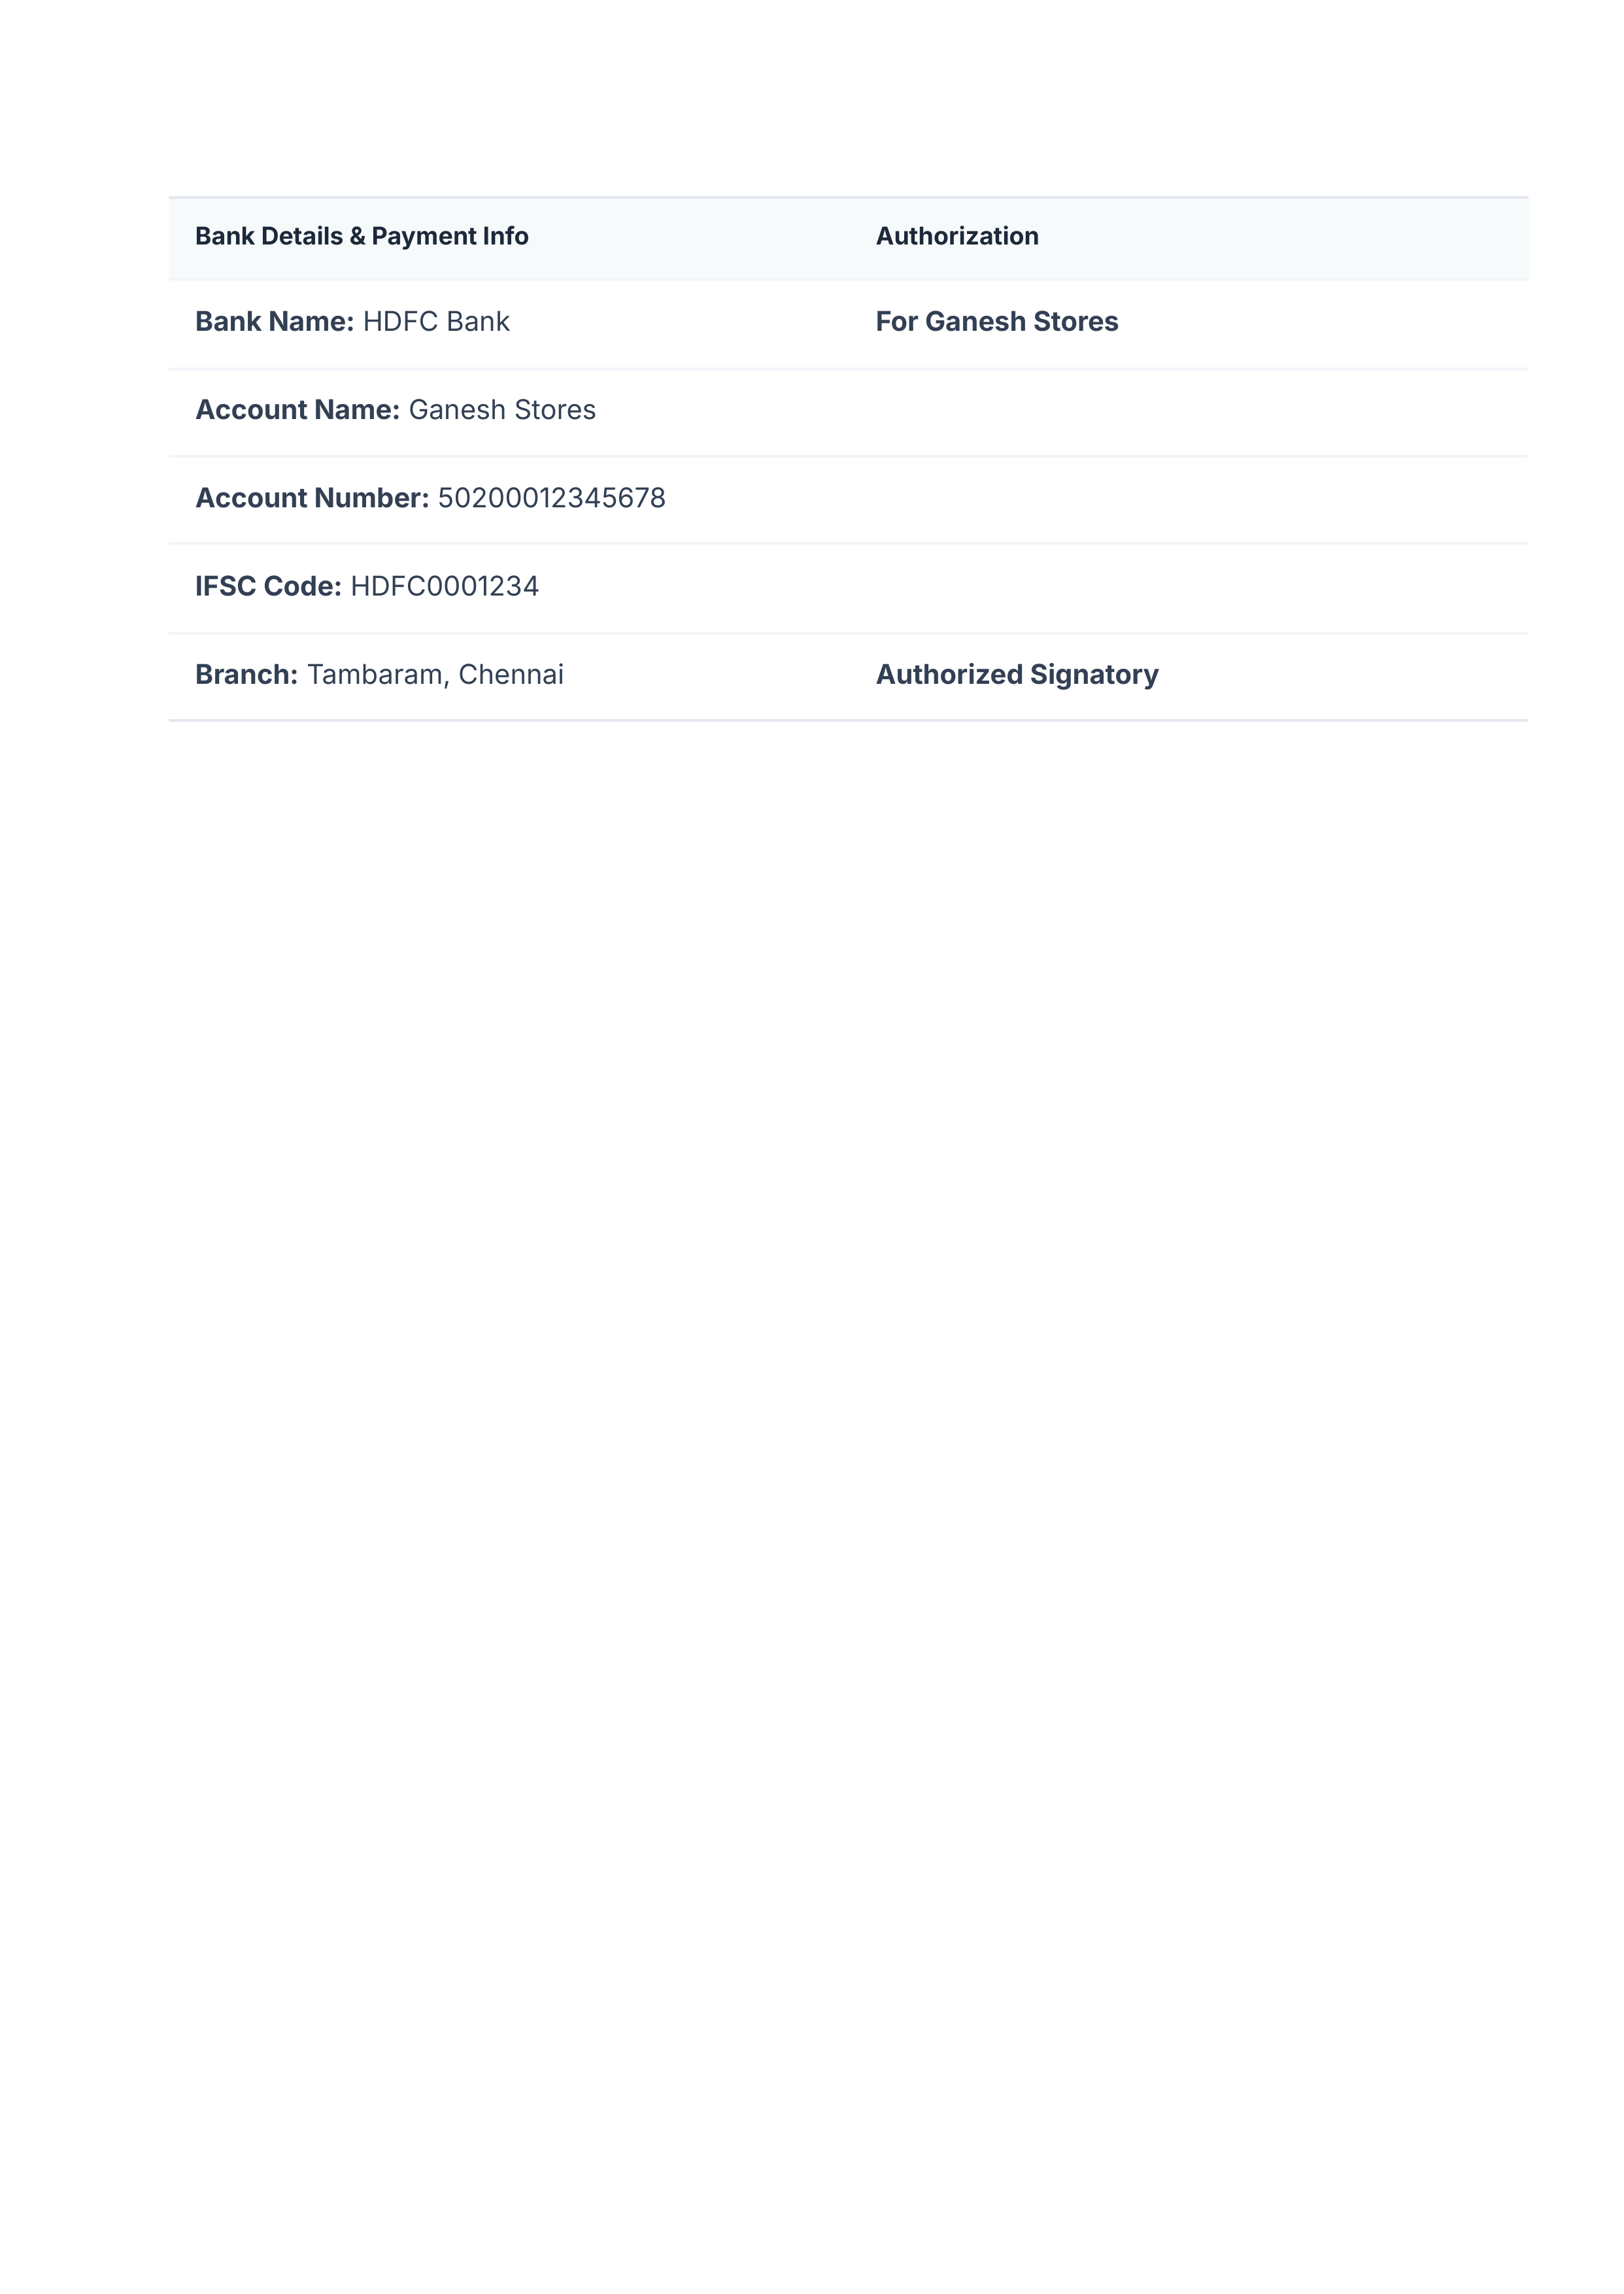 Bank Details & Payment Info Authorization
Bank Name: HDFC Bank For Ganesh Stores
Account Name: Ganesh Stores
Account Number: 50200012345678
IFSC Code: HDFC0001234
Branch: Tambaram, Chennai Authorized Signatory